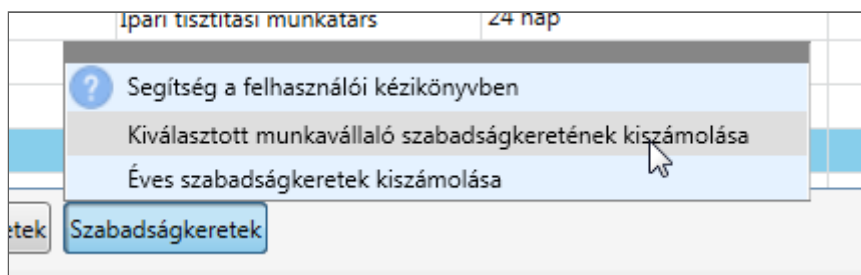 Ipari tisztítási munkatárs 24 nap
Segítség a felhasználói kézikönyvben
Kiválasztott munkavállaló szabadságkeretének kiszámolása
Éves szabadságkeretek kiszámolása
etek Szabadságkeretek